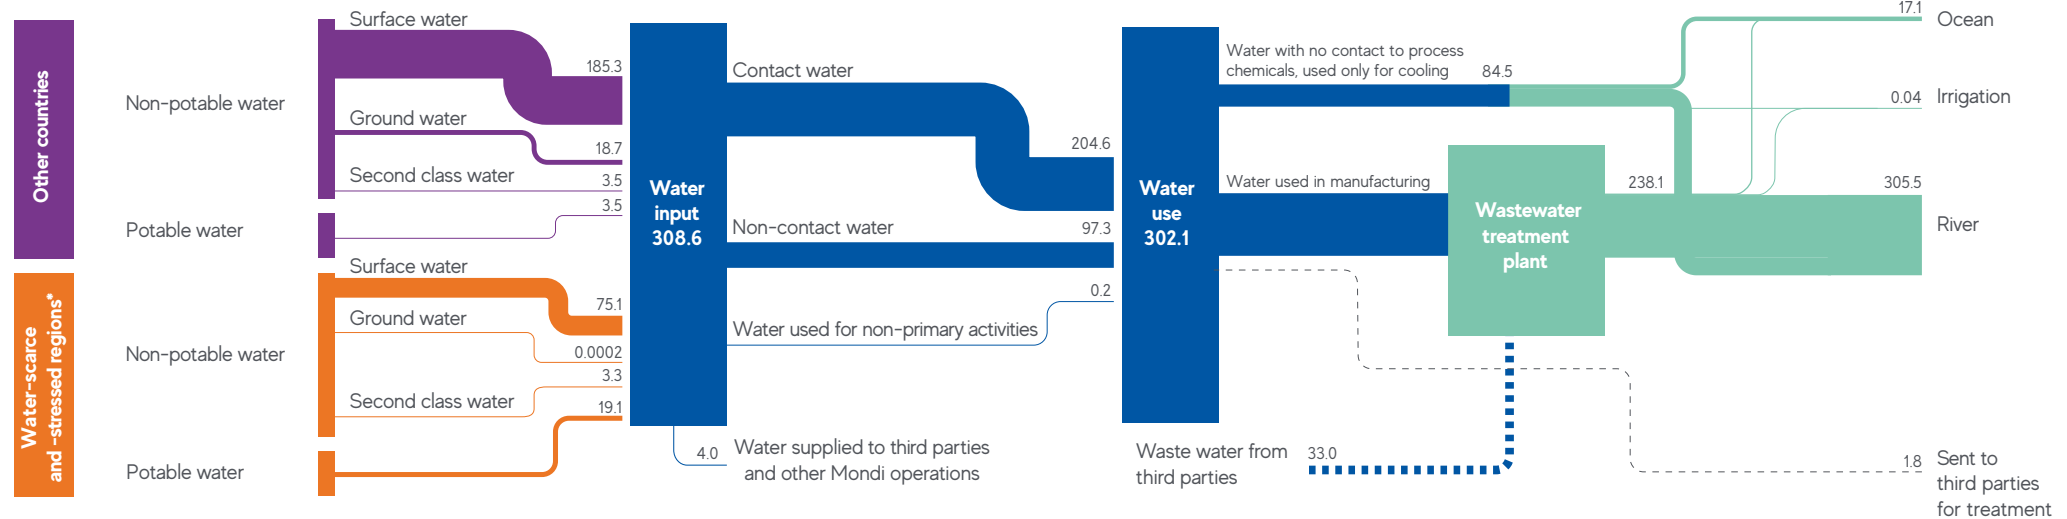 Other countries
Water-scarce
and -stressed regions*
Non-potable water
Potable water
Non-potable water
Potable water
Surface water
185.3
Ground water
18.7
Second class water
3.5
3.5
Surface water
75.1
Ground water
0.0002
3.3
Second class water
19.1
Water
input
308.6
Contact water
204.6
Non-contact water
97.3
0.2
Water used for non-primary activities
4.0
Water supplied to third parties
and other Mondi operations
Water
use
302.1
Water with no contact to process
chemicals, used only for cooling
84.5
Water used in manufacturing
Wastewater
treatment
plant
238.1
Waste water from
third parties
33.0
17.1
Ocean
0.04
Irrigation
305.5
River
1.8
Sent to
third parties
for treatment